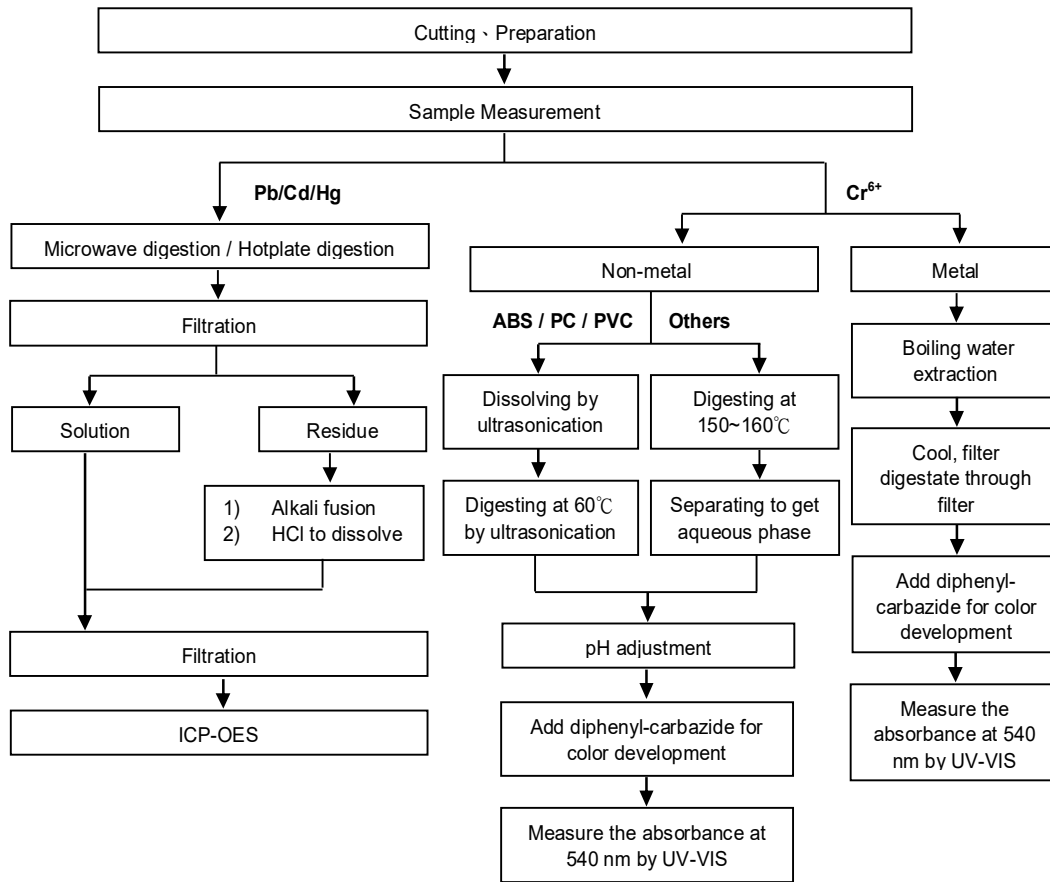 Cutting、Preparation
Sample Measurement
Pb/Cd/Hg
Cr⁶⁺
Microwave digestion / Hotplate digestion
Filtration
Solution
Residue
1) Alkali fusion
2) HCl to dissolve
Filtration
ICP-OES
Non-metal
ABS / PC / PVC
Others
Dissolving by
ultrasonication
Digesting at
150~160℃
Digesting at 60℃
by ultrasonication
Separating to get
aqueous phase
pH adjustment
Add diphenyl-carbazide for
color development
Measure the absorbance at
540 nm by UV-VIS
Metal
Boiling water
extraction
Cool, filter
digestate through
filter
Add diphenyl-
carbazide for color
development
Measure the
absorbance at 540
nm by UV-VIS